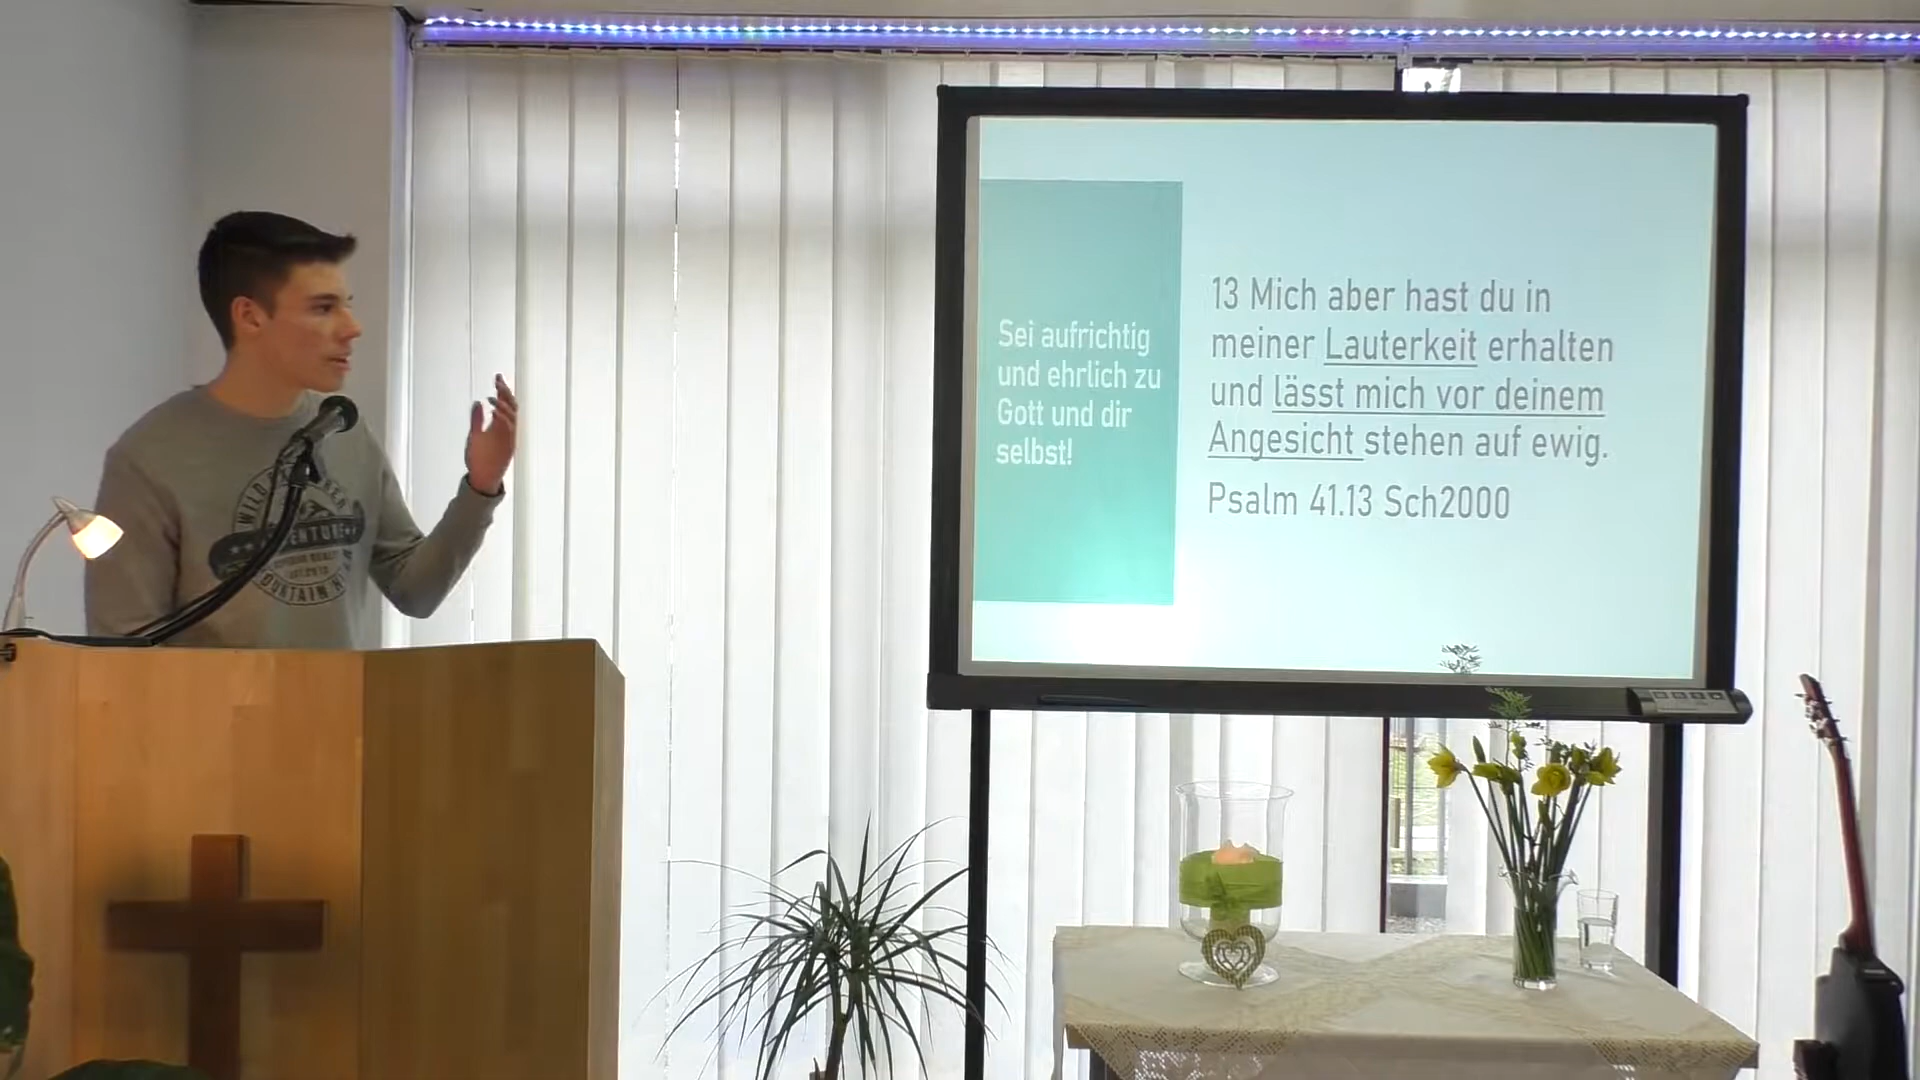 Sei aufrichtig
und ehrlich zu
Gott und dir
selbst!
13 Mich aber hast du in
meiner Lauterkeit erhalten
und lässt mich vor deinem
Angesicht stehen auf ewig.
Psalm 41.13 Sch2000